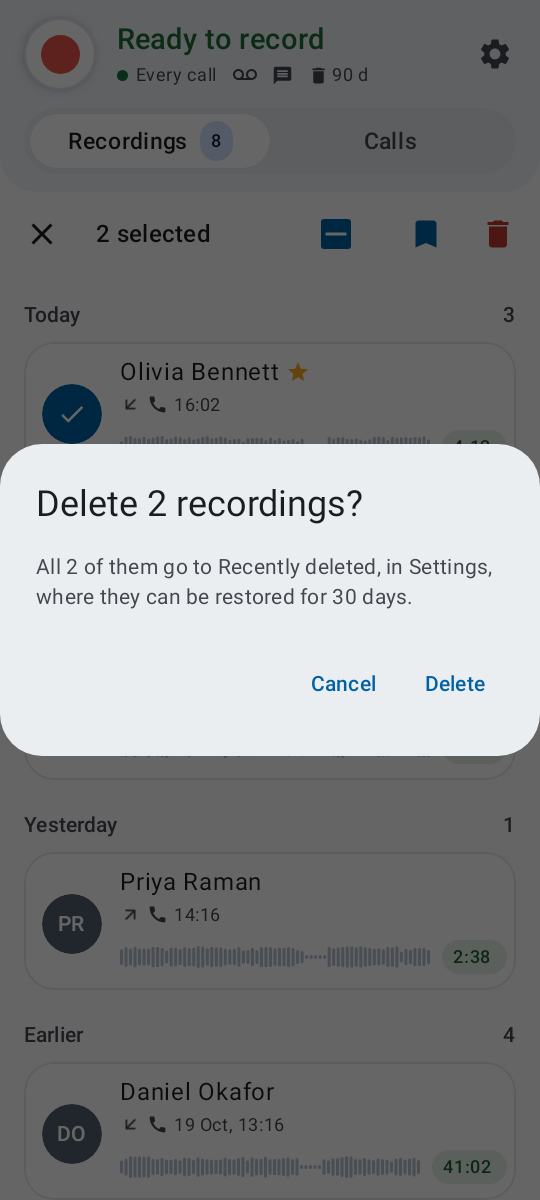 Ready to record
Every call 90 d
Recordings 8 Calls
2 selected
Today 3
Olivia Bennett
16:02
Delete 2 recordings?
All 2 of them go to Recently deleted, in Settings,
where they can be restored for 30 days.
Cancel Delete
Yesterday 1
Priya Raman
PR
14:16
2:38
Earlier 4
Daniel Okafor
DO
19 Oct, 13:16
41:02